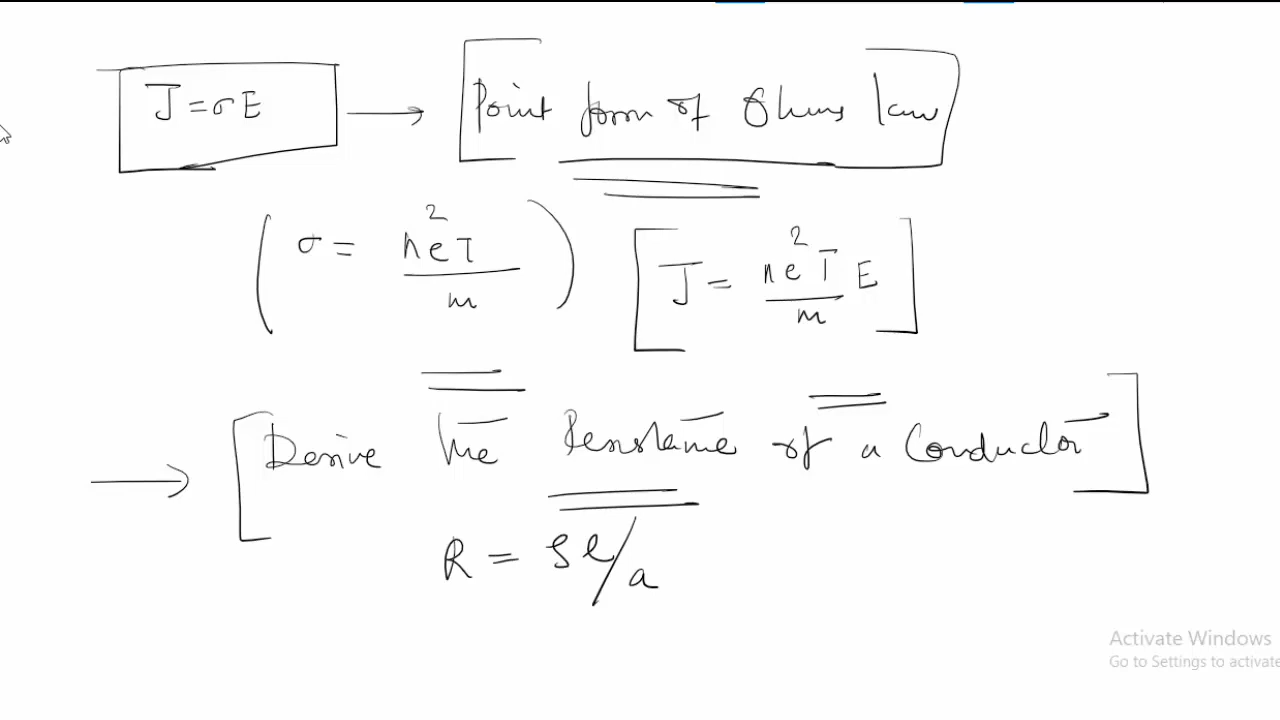 J = σE → [Point form of Ohms law]
(σ = ne²τ/m) [J = ne²τ/m E]
→ [Derive the Resistance of a Conductor]
R = ρl/a
Activate Windows
Go to Settings to activate